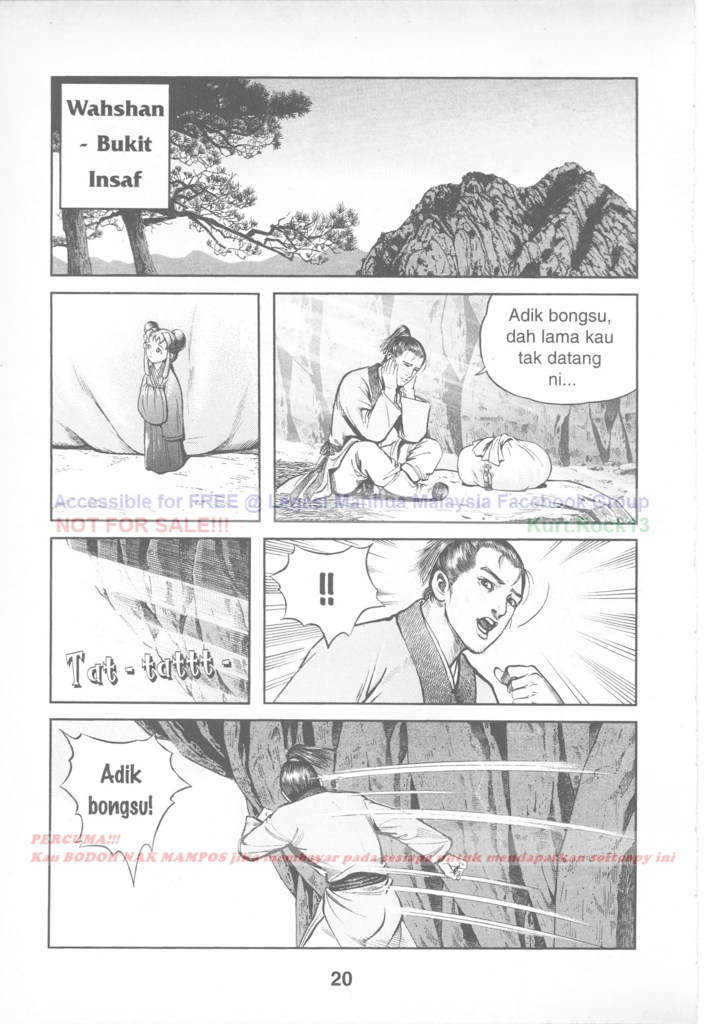 Wahshan
- Bukit
Insaf
Adik bongsu,
dah lama kau
tak datang
ni...
Accessible for FREE @ Legasi Manhua Malaysia Facebook Group
NOT FOR SALE!!!
Kurt.Rock13
!!
Tat - tattt -
Adik
bongsu!
PERCUMA!!!
Kau BODOH NAK MAMPOS jika membayar pada sesiapa untuk mendapatkan softcopy ini
20